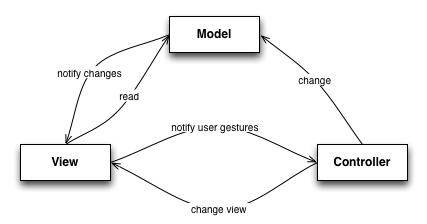 Model
notify changes
change
read
notify user gestures
View
Controller
change view